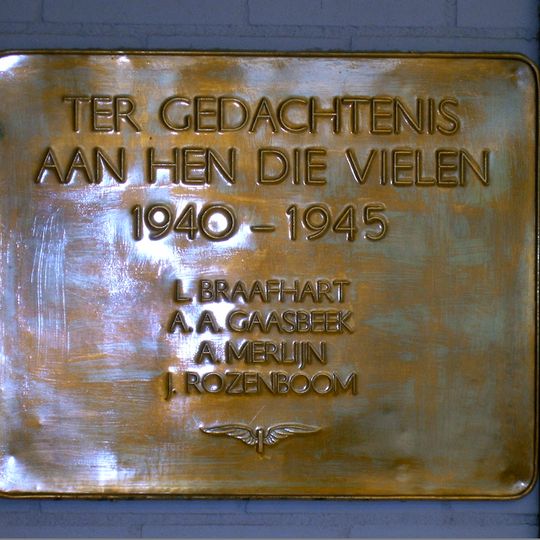 TER GEDACHTENIS
AAN HEN DIE VIELEN
1940 - 1945
L. BRAAFHART
A. A. GAASBEEK
A. MERLIJN
J. ROZENBOOM